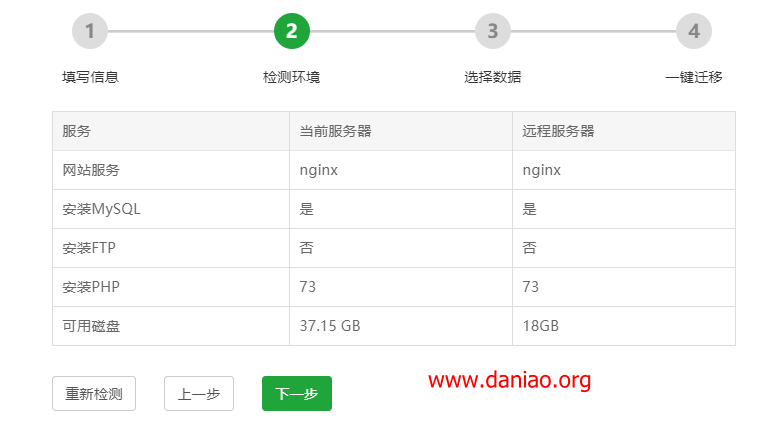 1 2 3 4
填写信息 检测环境 选择数据 一键迁移
服务 当前服务器 远程服务器
网站服务 nginx nginx
安装MySQL 是 是
安装FTP 否 否
安装PHP 73 73
可用磁盘 37.15 GB 18GB
重新检测 上一步 下一步 www.daniao.org